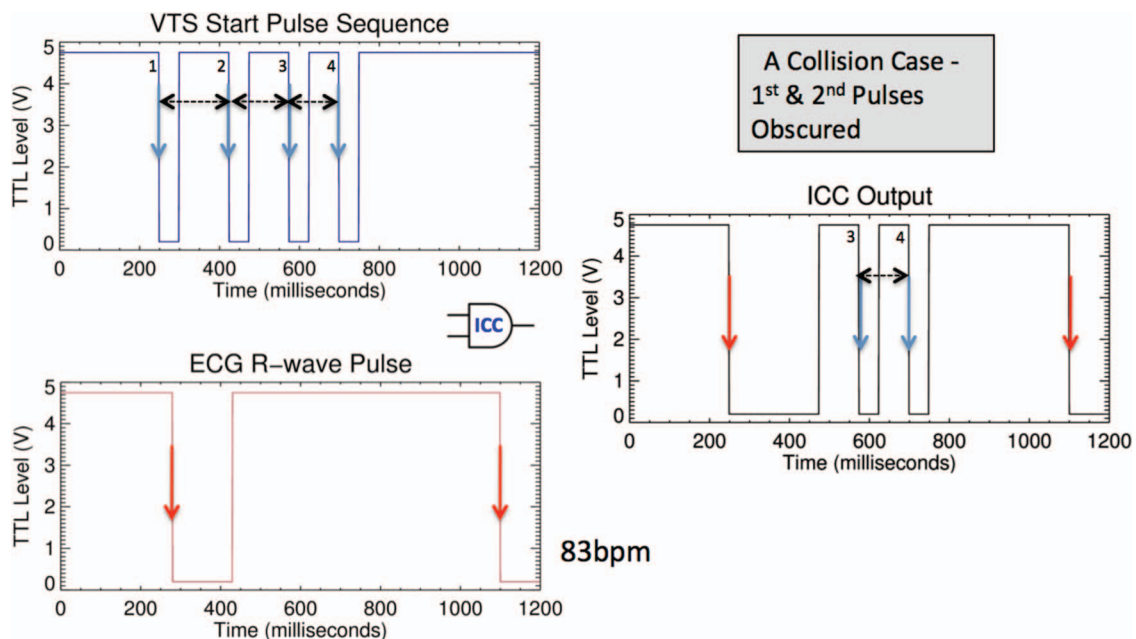 VTS Start Pulse Sequence
TTL Level (V)
5
4
3
2
1
0
1 2 3 4
0 200 400 600 800 1000 1200
Time (milliseconds)
A Collision Case -
1st & 2nd Pulses
Obscured
ICC Output
TTL Level (V)
5
4
3
2
1
0
3 4
0 200 400 600 800 1000 1200
Time (milliseconds)
ICC
ECG R-wave Pulse
TTL Level (V)
5
4
3
2
1
0
0 200 400 600 800 1000 1200
Time (milliseconds)
83bpm